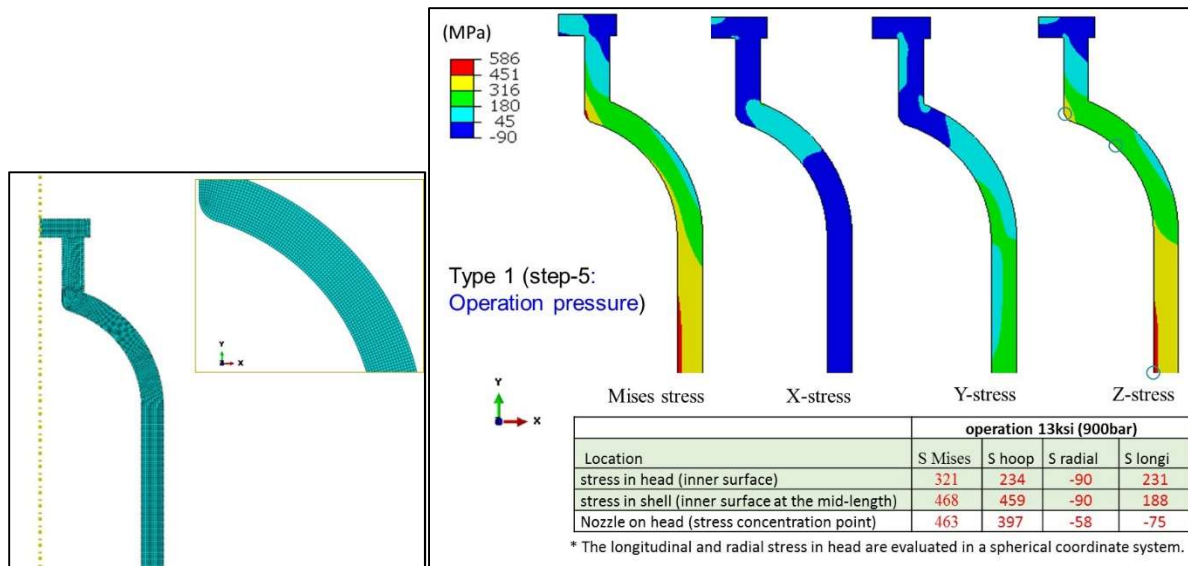 Y
X
(MPa)
586
451
316
180
45
-90
Type 1 (step-5:
Operation pressure)
Y
X
Mises stress X-stress Y-stress Z-stress
operation 13ksi (900bar)
Location S Mises S hoop S radial S longi
stress in head (inner surface) 321 234 -90 231
stress in shell (inner surface at the mid-length) 468 459 -90 188
Nozzle on head (stress concentration point) 463 397 -58 -75
* The longitudinal and radial stress in head are evaluated in a spherical coordinate system.